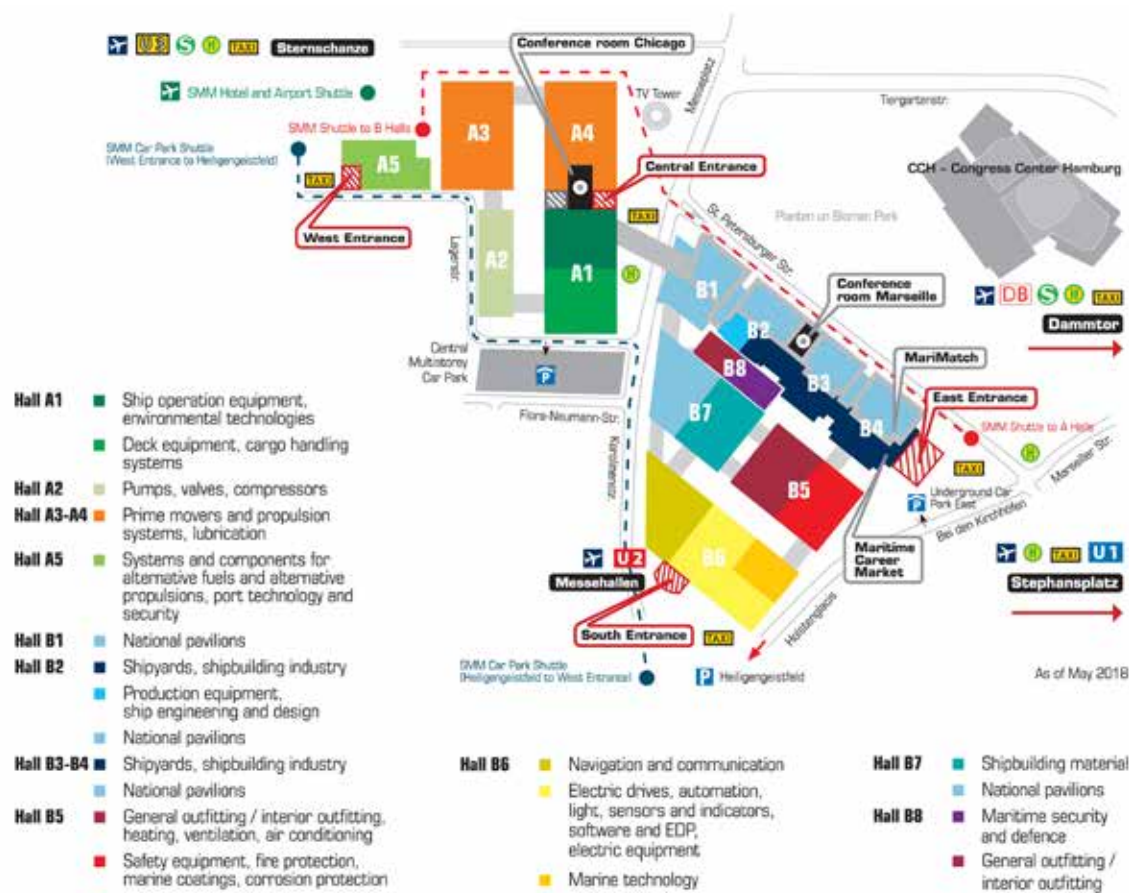 U3
S
H
TAXI
Sternschanze
Conference room Chicago
SMM Hotel and Airport Shuttle
TV Tower
Messeplatz
Tiergartenstr.
SMM Shuttle to B Halls
A3
A4
SMM Car Park Shuttle
(West Entrance to Heiligengeistfeld)
A5
TAXI
Central Entrance
CCH - Congress Center Hamburg
West Entrance
TAXI
St. Petersburger Str.
Planten un Blomen Park
Lagerstr.
A2
A1
H
B1
Conference
room Marseille
DB
S
H
TAXI
Dammtor
B2
MariMatch
Central
Multistorey
Car Park
P
B8
B3
East Entrance
Flora-Neumann-Str.
B7
B4
SMM Shuttle to A Halls
Karolinenstr.
TAXI
H
Marseiller Str.
B5
P
Underground Car
Park East
Bei den Kirchhöfen
U2
Messehallen
B6
Maritime
Career
Market
H
TAXI
U1
Stephansplatz
South Entrance
TAXI
Holstenglacis
SMM Car Park Shuttle
(Heiligengeistfeld to West Entrance)
P
Heiligengeistfeld
As of May 2018
Hall A1 Ship operation equipment,
environmental technologies
Deck equipment, cargo handling
systems
Hall A2 Pumps, valves, compressors
Hall A3-A4 Prime movers and propulsion
systems, lubrication
Hall A5 Systems and components for
alternative fuels and alternative
propulsions, port technology and
security
Hall B1 National pavilions
Hall B2 Shipyards, shipbuilding industry
Production equipment,
ship engineering and design
National pavilions
Hall B3-B4 Shipyards, shipbuilding industry
National pavilions
Hall B5 General outfitting / interior outfitting,
heating, ventilation, air conditioning
Safety equipment, fire protection,
marine coatings, corrosion protection
Hall B6 Navigation and communication
Electric drives, automation,
light, sensors and indicators,
software and EDP,
electric equipment
Marine technology
Hall B7 Shipbuilding material
National pavilions
Hall B8 Maritime security
and defence
General outfitting /
interior outfitting